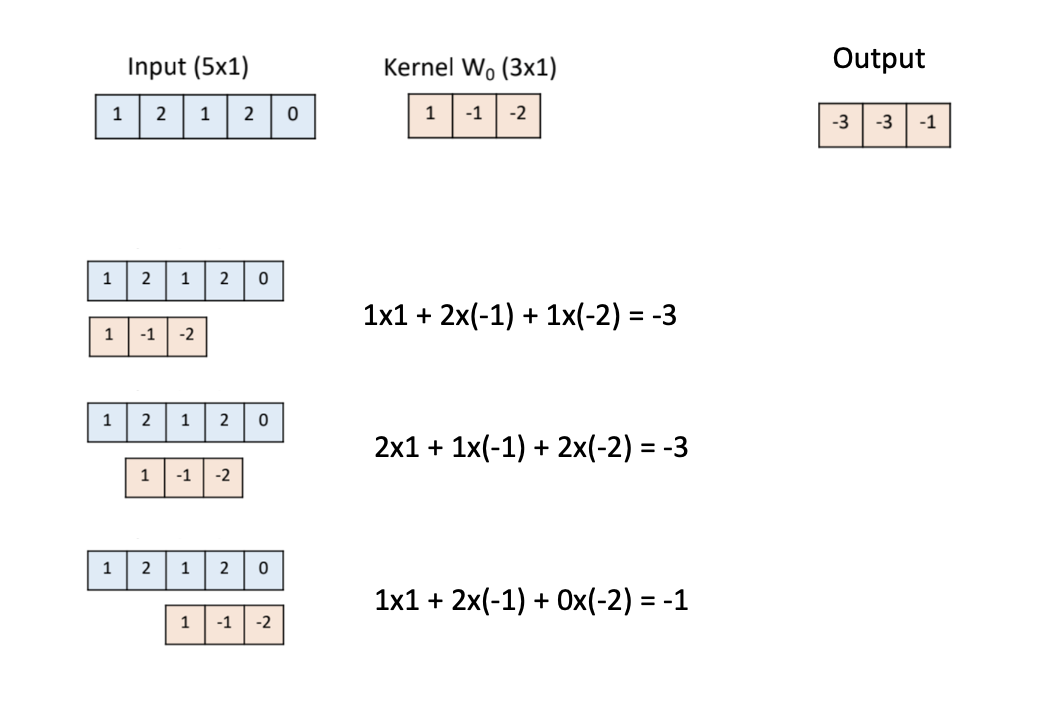 Input (5x1)
Kernel W₀ (3x1)
Output
1 2 1 2 0
1 -1 -2
-3 -3 -1
1 2 1 2 0
1 -1 -2
1x1 + 2x(-1) + 1x(-2) = -3
1 2 1 2 0
1 -1 -2
2x1 + 1x(-1) + 2x(-2) = -3
1 2 1 2 0
1 -1 -2
1x1 + 2x(-1) + 0x(-2) = -1